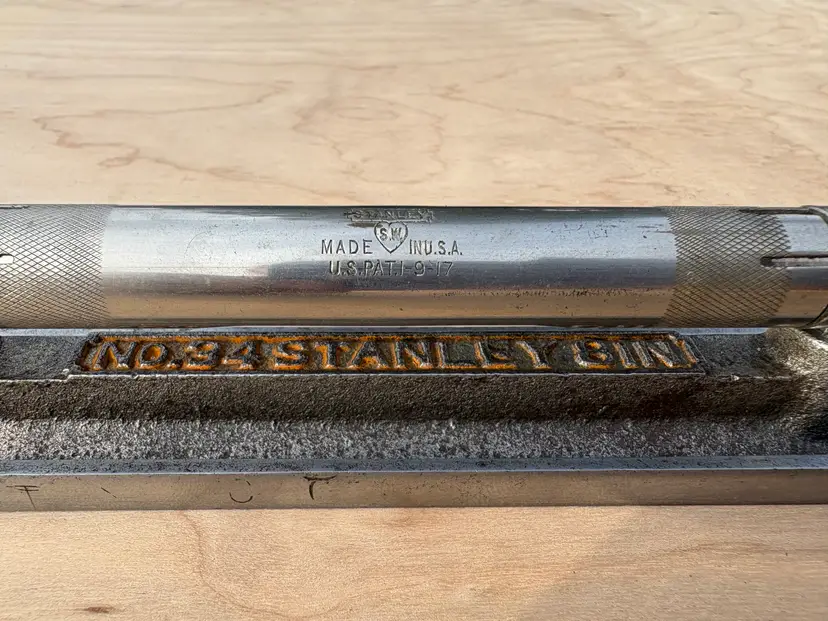 STANLEY
S.W.
MADE IN U.S.A.
U.S. PAT. 1-9-17
NO.34 STANLEY 8 IN.